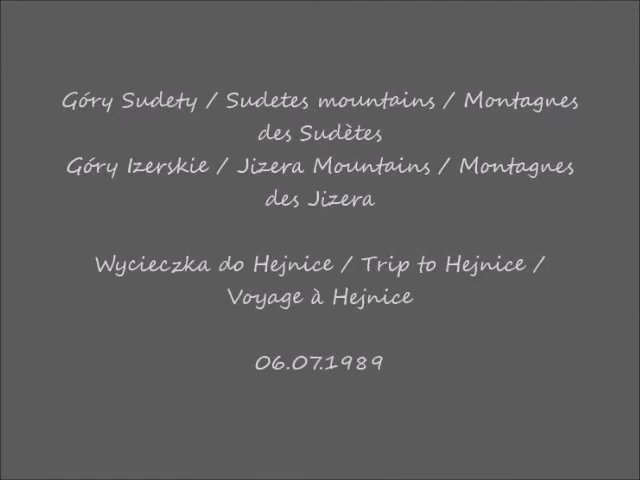 Góry Sudety / Sudetes mountains / Montagnes
des Sudètes
Góry Izerskie / Jizera Mountains / Montagnes
des Jizera
Wycieczka do Hejnice / Trip to Hejnice /
Voyage à Hejnice
06.07.1989